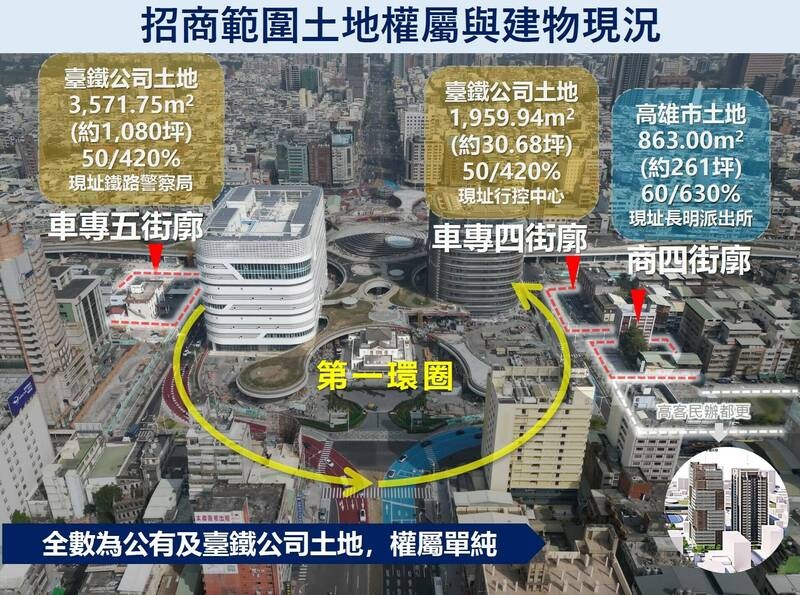 招商範圍土地權屬與建物現況
臺鐵公司土地
3,571.75m²
(約1,080坪)
50/420%
現址鐵路警察局
車專五街廓
臺鐵公司土地
1,959.94m²
(約30.68坪)
50/420%
現址行控中心
車專四街廓
高雄市土地
863.00m²
(約261坪)
60/630%
現址長明派出所
商四街廓
第一環圈
高客民辦都更
全數為公有及臺鐵公司土地，權屬單純